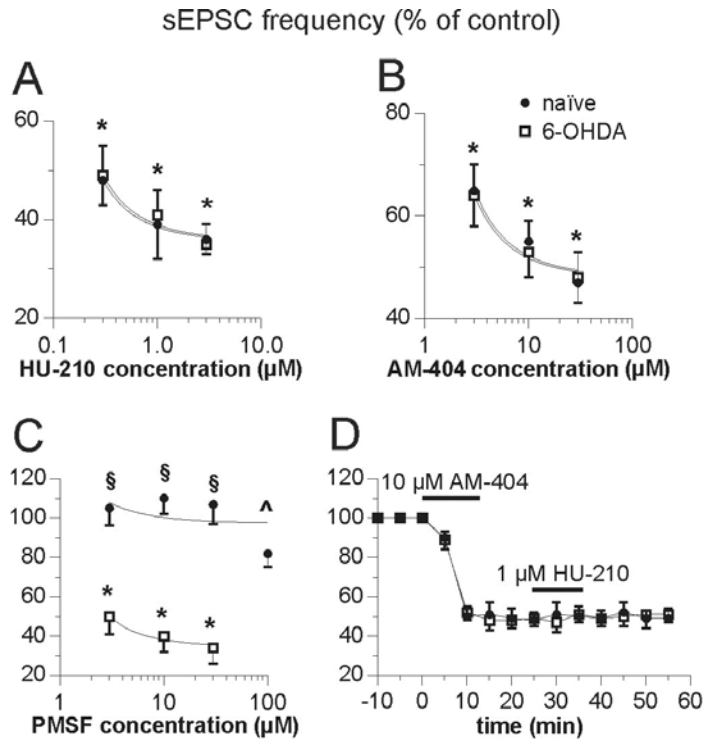 sEPSC frequency (% of control)
A
B
naïve
6-OHDA
60
40
20
* * *
0.1 1.0 10.0
HU-210 concentration (µM)
80
60
40
* * *
1 10 100
AM-404 concentration (µM)
C
D
120
100
80
60
40
20
§ § § ^
* * *
1 10 100
PMSF concentration (µM)
120
100
80
60
40
20
10 µM AM-404
1 µM HU-210
-10 0 10 20 30 40 50 60
time (min)